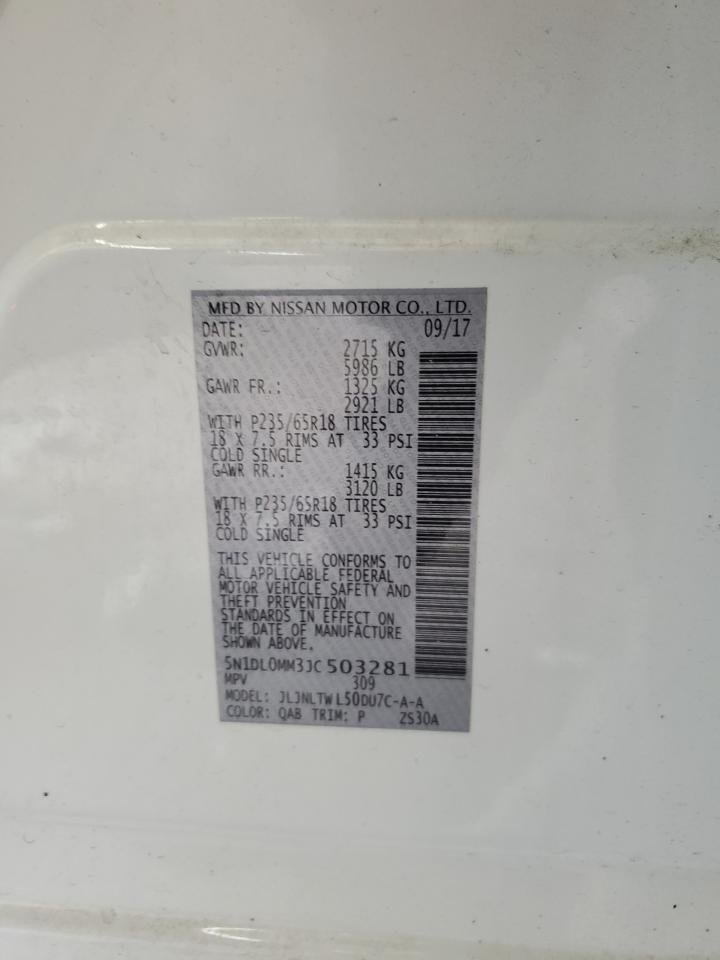 MFD BY NISSAN MOTOR CO., LTD.
DATE: 09/17
GVWR: 2715 KG
5986 LB
GAWR FR.: 1325 KG
2921 LB
WITH P235/65R18 TIRES
18 X 7.5 RIMS AT 33 PSI
COLD SINGLE
GAWR RR.: 1415 KG
3120 LB
WITH P235/65R18 TIRES
18 X 7.5 RIMS AT 33 PSI
COLD SINGLE
THIS VEHICLE CONFORMS TO
ALL APPLICABLE FEDERAL
MOTOR VEHICLE SAFETY AND
THEFT PREVENTION
STANDARDS IN EFFECT ON
THE DATE OF MANUFACTURE
SHOWN ABOVE.
5N1DL0MM3JC503281
MPV 309
MODEL: JLJNLTWL50DU7C-A-A
COLOR: QAB TRIM: P ZS30A